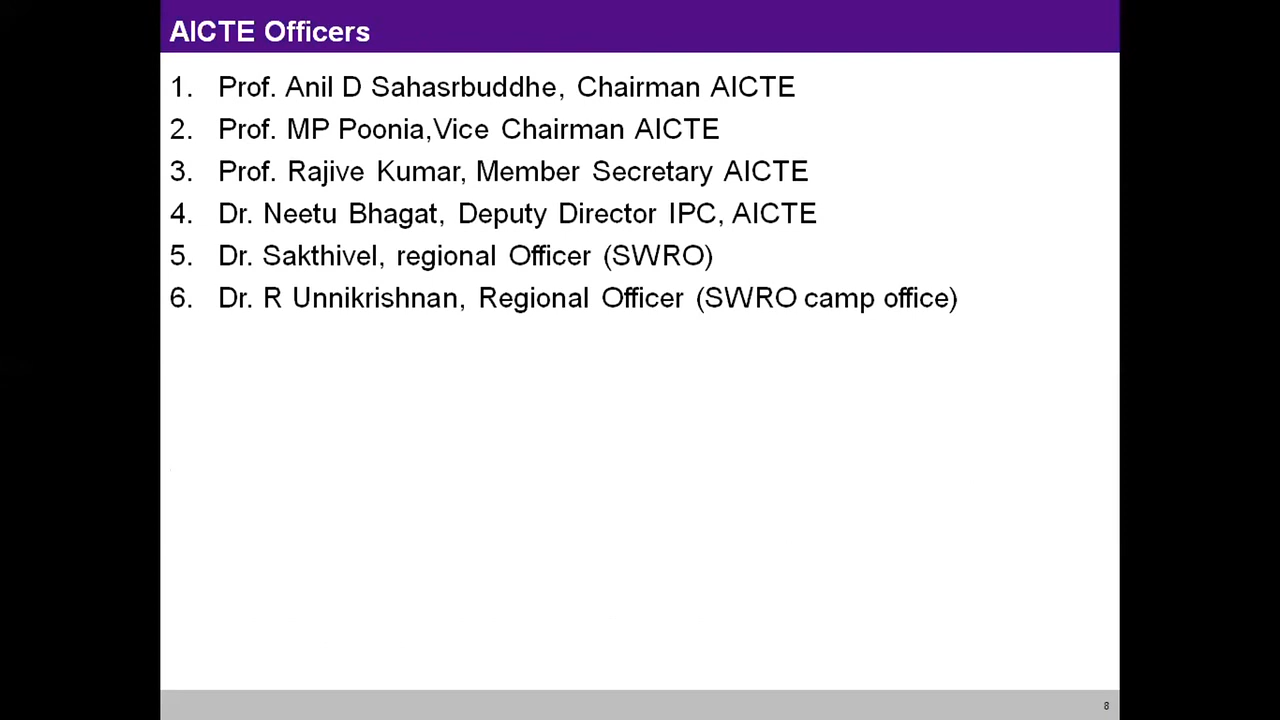 AICTE Officers
1. Prof. Anil D Sahasrbuddhe, Chairman AICTE
2. Prof. MP Poonia,Vice Chairman AICTE
3. Prof. Rajive Kumar, Member Secretary AICTE
4. Dr. Neetu Bhagat, Deputy Director IPC, AICTE
5. Dr. Sakthivel, regional Officer (SWRO)
6. Dr. R Unnikrishnan, Regional Officer (SWRO camp office)
8